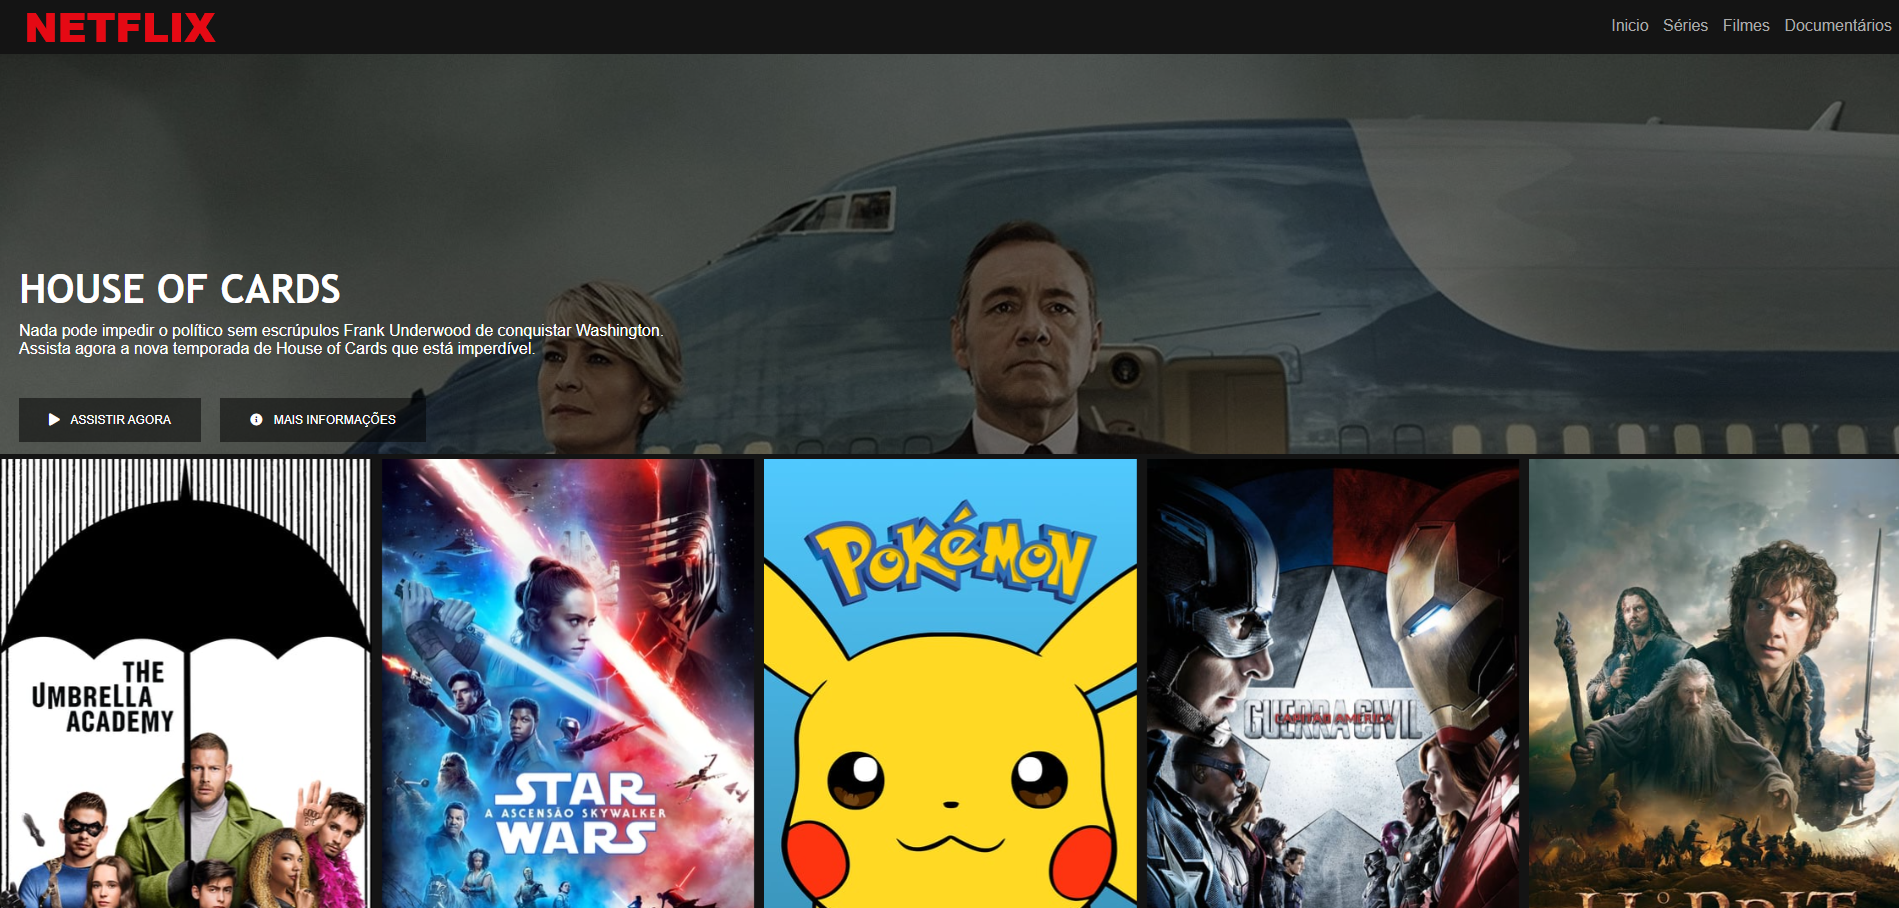 NETFLIX
Inicio Séries Filmes Documentários
HOUSE OF CARDS
Nada pode impedir o político sem escrúpulos Frank Underwood de conquistar Washington.
Assista agora a nova temporada de House of Cards que está imperdível.
ASSISTIR AGORA
MAIS INFORMAÇÕES
THE
UMBRELLA
ACADEMY
STAR
A ASCENSÃO SKYWALKER
WARS
POKéMON
CAPITÃO AMÉRICA
GUERRA CIVIL
O
HOBBIT